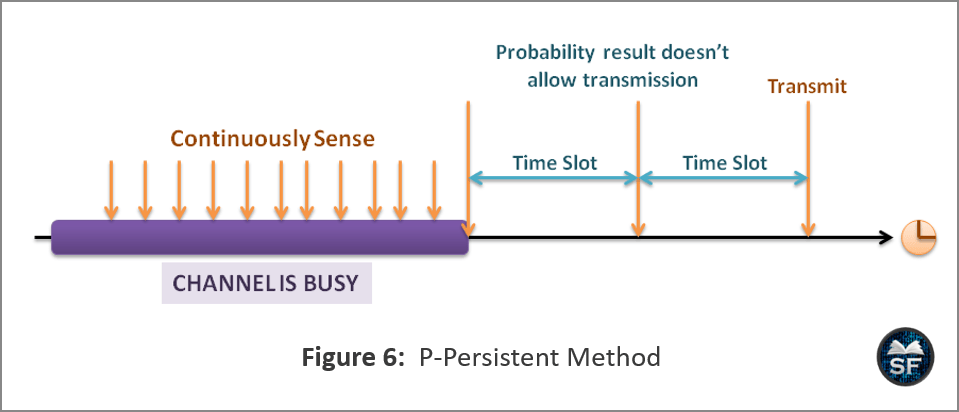 Probability result doesn't
allow transmission
Transmit
Continuously Sense
Time Slot
Time Slot
CHANNEL IS BUSY
Figure 6: P-Persistent Method
SF